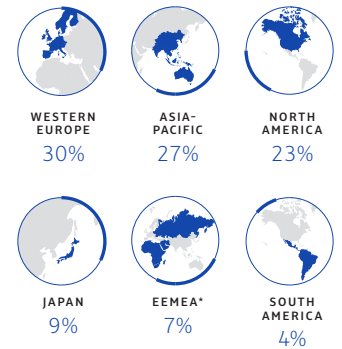 WESTERN
EUROPE
30%
ASIA-
PACIFIC
27%
NORTH
AMERICA
23%
JAPAN
9%
EEMEA*
7%
SOUTH
AMERICA
4%